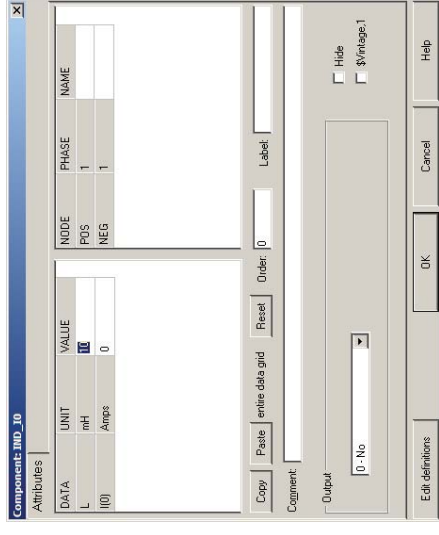 Component: IND_10
Attributes
DATA UNIT VALUE
L mH 10
I(0) Amps 0
NODE PHASE NAME
POS 1
NEG 1
Copy Paste entire data grid Reset Order: 0 Label:
Comment:
Output
0 - No
Hide
$Vintage,1
Edit definitions OK Cancel Help